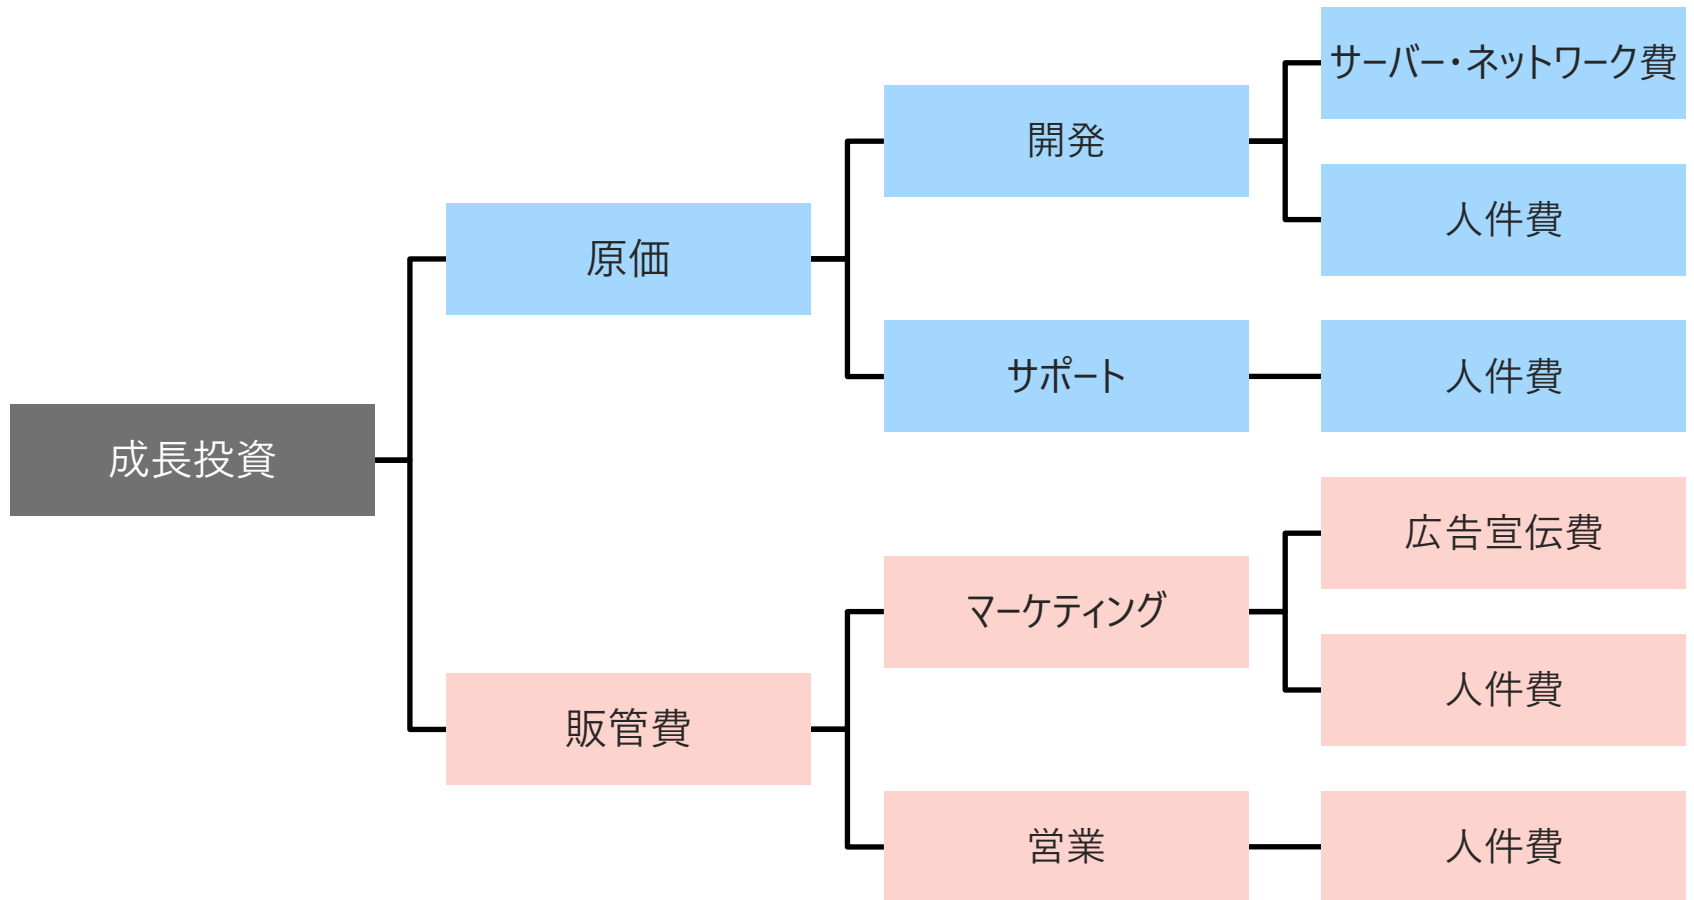 成長投資
原価
開発
サーバー・ネットワーク費
人件費
サポート
人件費
販管費
マーケティング
広告宣伝費
人件費
営業
人件費